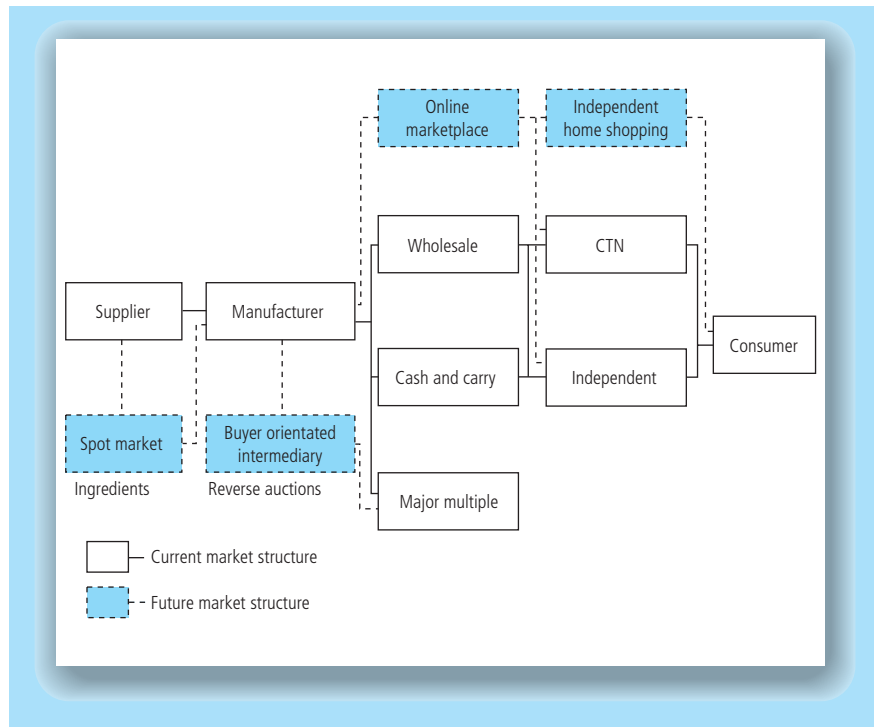 Online
marketplace
Independent
home shopping
Wholesale
CTN
Supplier
Manufacturer
Consumer
Cash and carry
Independent
Spot market
Buyer orientated
intermediary
Ingredients
Reverse auctions
Major multiple
Current market structure
Future market structure